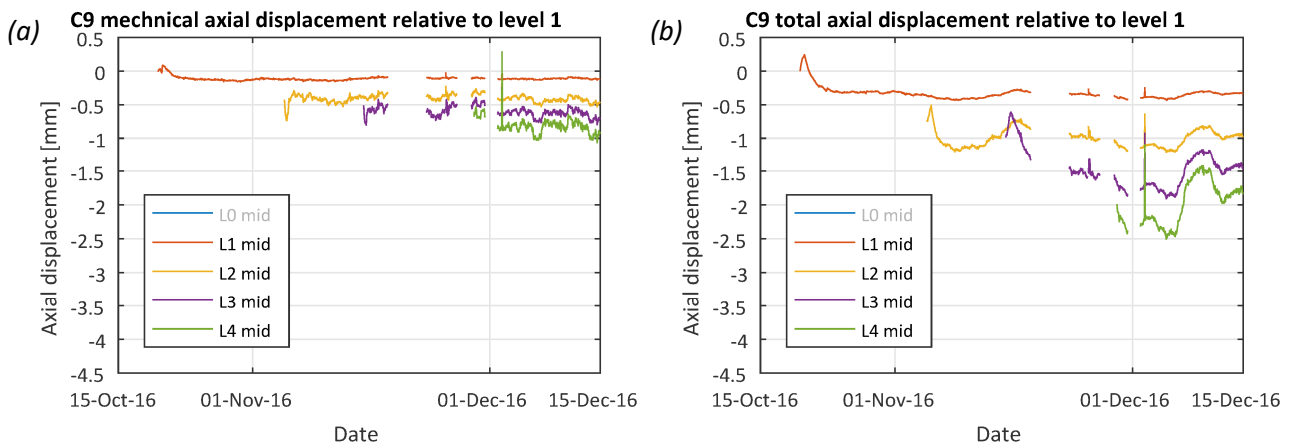 (a)
C9 mechnical axial displacement relative to level 1
Axial displacement [mm]
0.5
0
-0.5
-1
-1.5
-2
-2.5
-3
-3.5
-4
-4.5
L0 mid
L1 mid
L2 mid
L3 mid
L4 mid
15-Oct-16
01-Nov-16
01-Dec-16
15-Dec-16
Date
(b)
C9 total axial displacement relative to level 1
Axial displacement [mm]
0.5
0
-0.5
-1
-1.5
-2
-2.5
-3
-3.5
-4
-4.5
L0 mid
L1 mid
L2 mid
L3 mid
L4 mid
15-Oct-16
01-Nov-16
01-Dec-16
15-Dec-16
Date